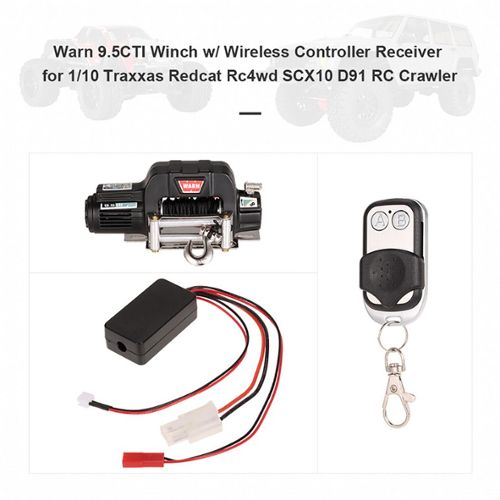 Warn 9.5CTI Winch w/ Wireless Controller Receiver
for 1/10 Traxxas Redcat Rc4wd SCX10 D91 RC Crawler
WARN
A B